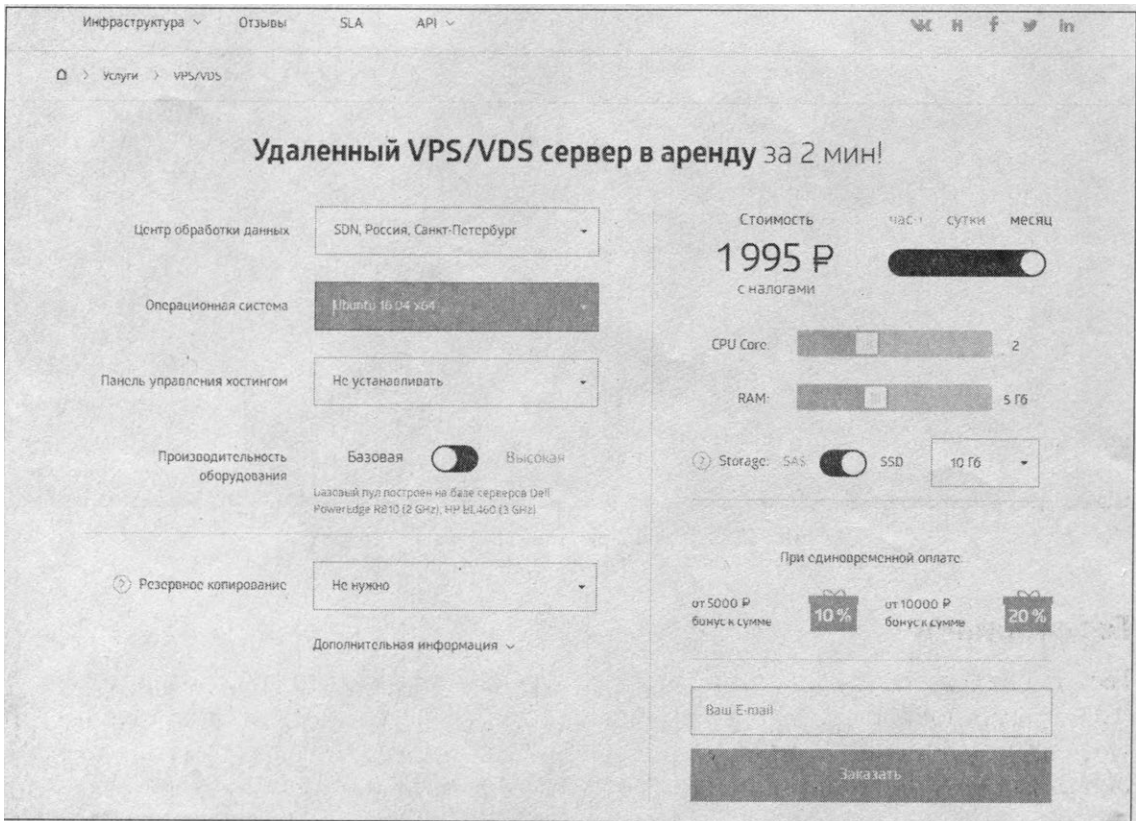 Инфраструктура Отзывы SLA API
Услуги > VPS/VDS
Удаленный VPS/VDS сервер в аренду за 2 мин!
Центр обработки данных
SDN, Россия, Санкт-Петербург
Операционная система
Ubuntu 16.04 x64
Панель управления хостингом
Не устанавливать
Производительность
оборудования
Базовая Высокая
Базовый пул построен на базе серверов Dell
PowerEdge R810 (2 GHz), HP BL460 (3 GHz)
Резервное копирование
Не нужно
Дополнительная информация
Стоимость
1995 ₽
с налогами
час сутки месяц
CPU Core: 2
RAM: 5 Гб
Storage: SAS SSD 10 Гб
При единовременной оплате
от 5000 ₽
бонус к сумме
10 %
от 10000 ₽
бонус к сумме
20 %
Ваш E-mail
Заказать